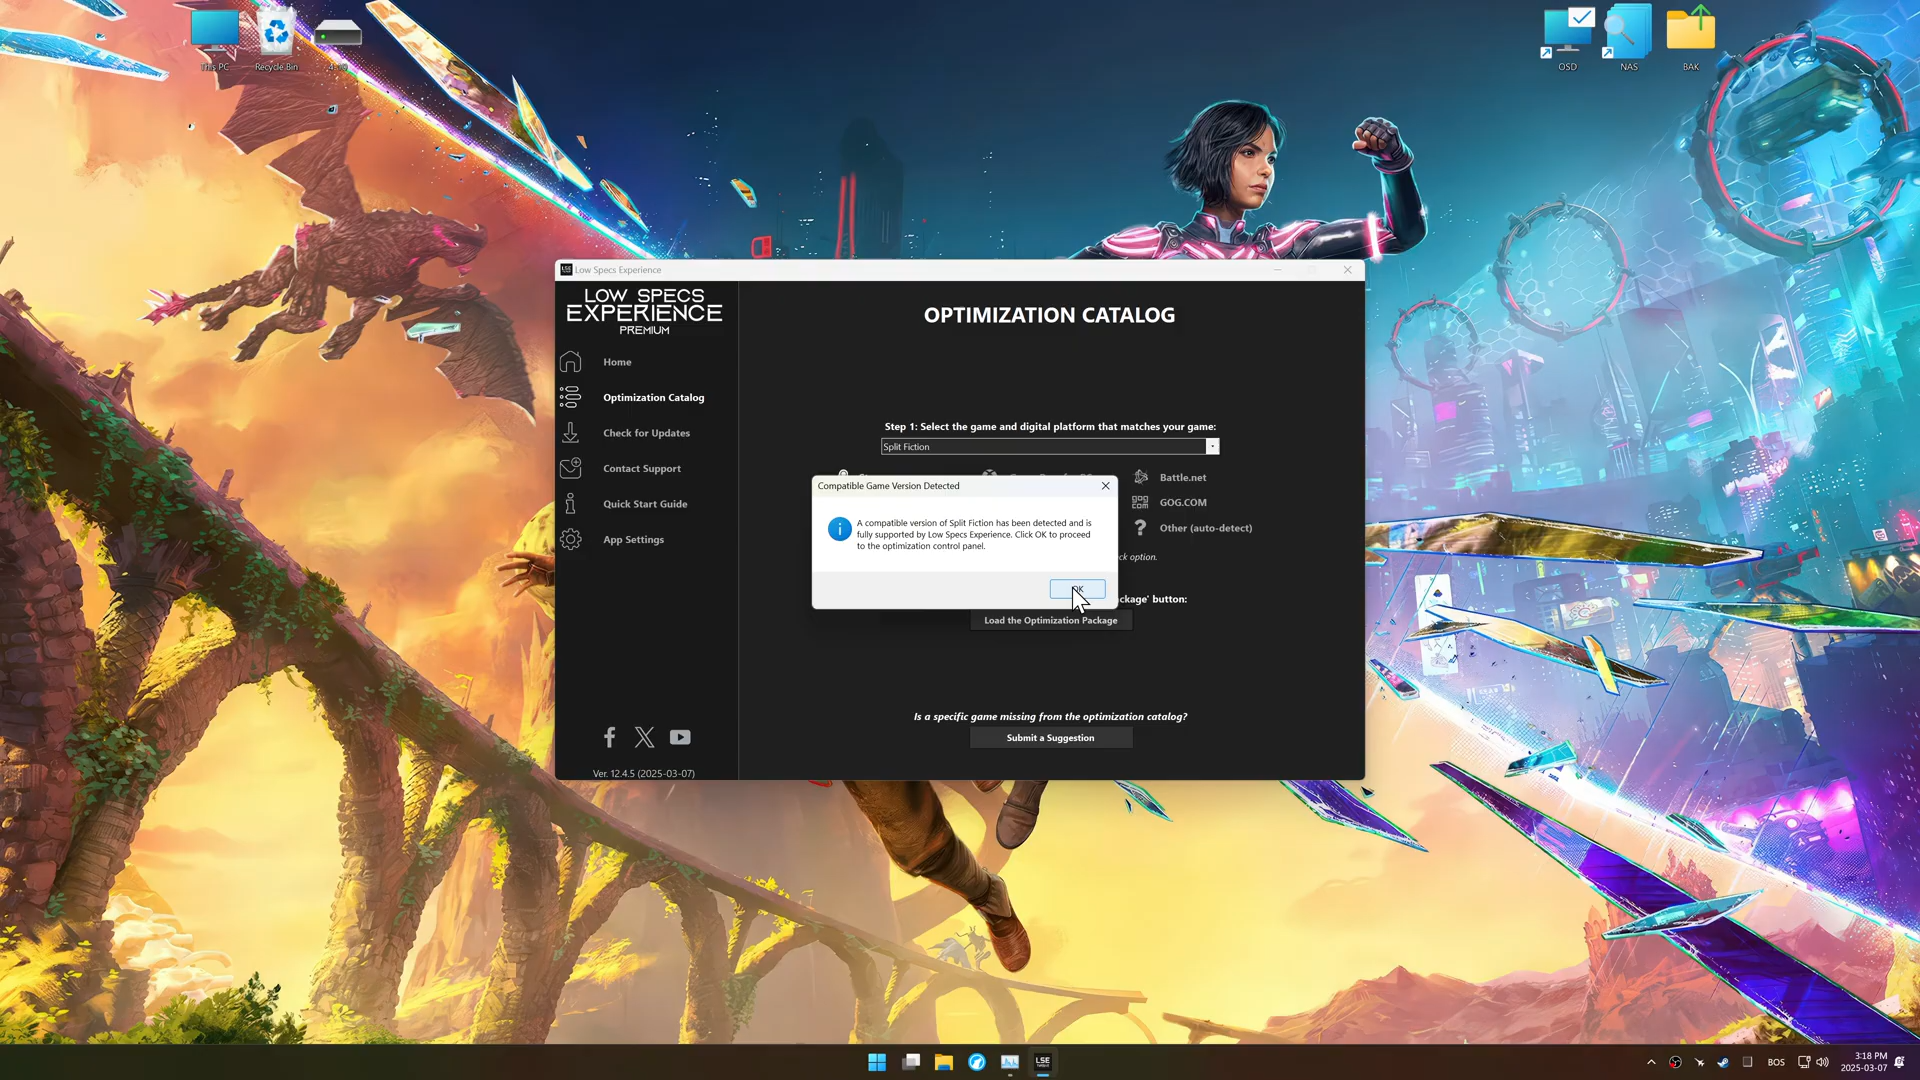 This PC
Recycle Bin
OSD
NAS
BAK
LSE
Low Specs Experience
LOW SPECS
EXPERIENCE
PREMIUM
Home
Optimization Catalog
Check for Updates
Contact Support
Quick Start Guide
App Settings
Ver. 12.4.5 (2025-03-07)
OPTIMIZATION CATALOG
Step 1: Select the game and digital platform that matches your game:
Split Fiction
Battle.net
GOG.COM
Other (auto-detect)
ck option.
ckage' button:
Load the Optimization Package
Is a specific game missing from the optimization catalog?
Submit a Suggestion
Compatible Game Version Detected
A compatible version of Split Fiction has been detected and is
fully supported by Low Specs Experience. Click OK to proceed
to the optimization control panel.
OK
LSE
BOS
3:18 PM
2025-03-07